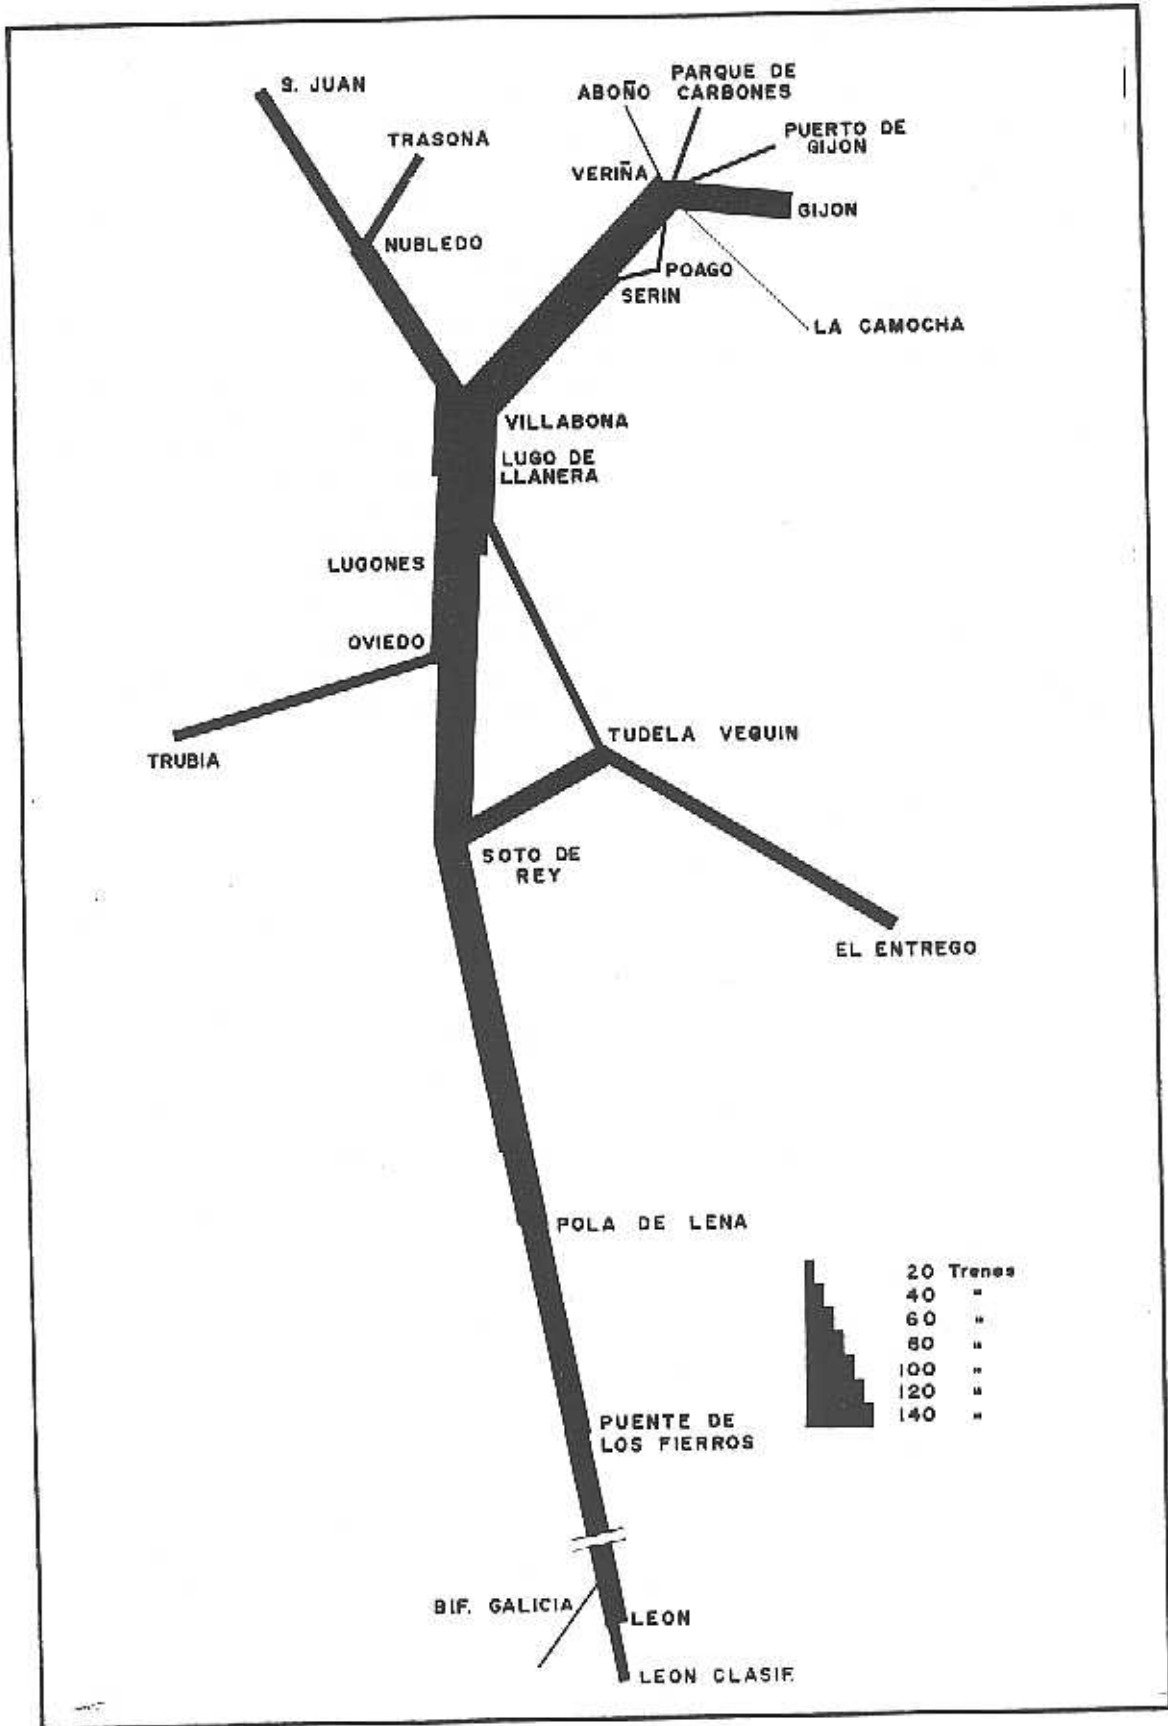 S. JUAN
TRASONA
NUBLEDO
ABOÑO
PARQUE DE
CARBONES
PUERTO DE
GIJON
VERIÑA
GIJON
POAGO
SERIN
LA CAMOCHA
VILLABONA
LUGO DE
LLANERA
LUGONES
OVIEDO
TRUBIA
TUDELA VEGUIN
SOTO DE
REY
EL ENTREGO
POLA DE LENA
20 Trenes
40 "
60 "
80 "
100 "
120 "
140 "
PUENTE DE
LOS FIERROS
BIF. GALICIA
LEON
LEON CLASIF.